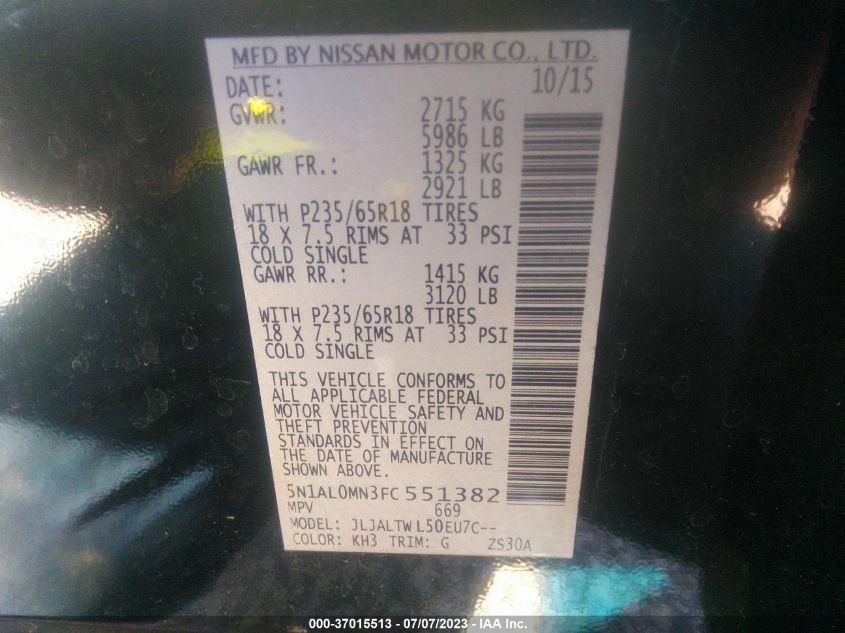 MFD BY NISSAN MOTOR CO., LTD.
DATE: 10/15
GVWR: 2715 KG
5986 LB
GAWR FR.: 1325 KG
2921 LB
WITH P235/65R18 TIRES
18 X 7.5 RIMS AT 33 PSI
COLD SINGLE
GAWR RR.: 1415 KG
3120 LB
WITH P235/65R18 TIRES
18 X 7.5 RIMS AT 33 PSI
COLD SINGLE
THIS VEHICLE CONFORMS TO
ALL APPLICABLE FEDERAL
MOTOR VEHICLE SAFETY AND
THEFT PREVENTION
STANDARDS IN EFFECT ON
THE DATE OF MANUFACTURE
SHOWN ABOVE.
5N1AL0MN3FC551382
MPV 669
MODEL: JLJALTWL50EU7C--
COLOR: KH3 TRIM: G ZS30A
000-37015513 - 07/07/2023 - © IAA Inc.